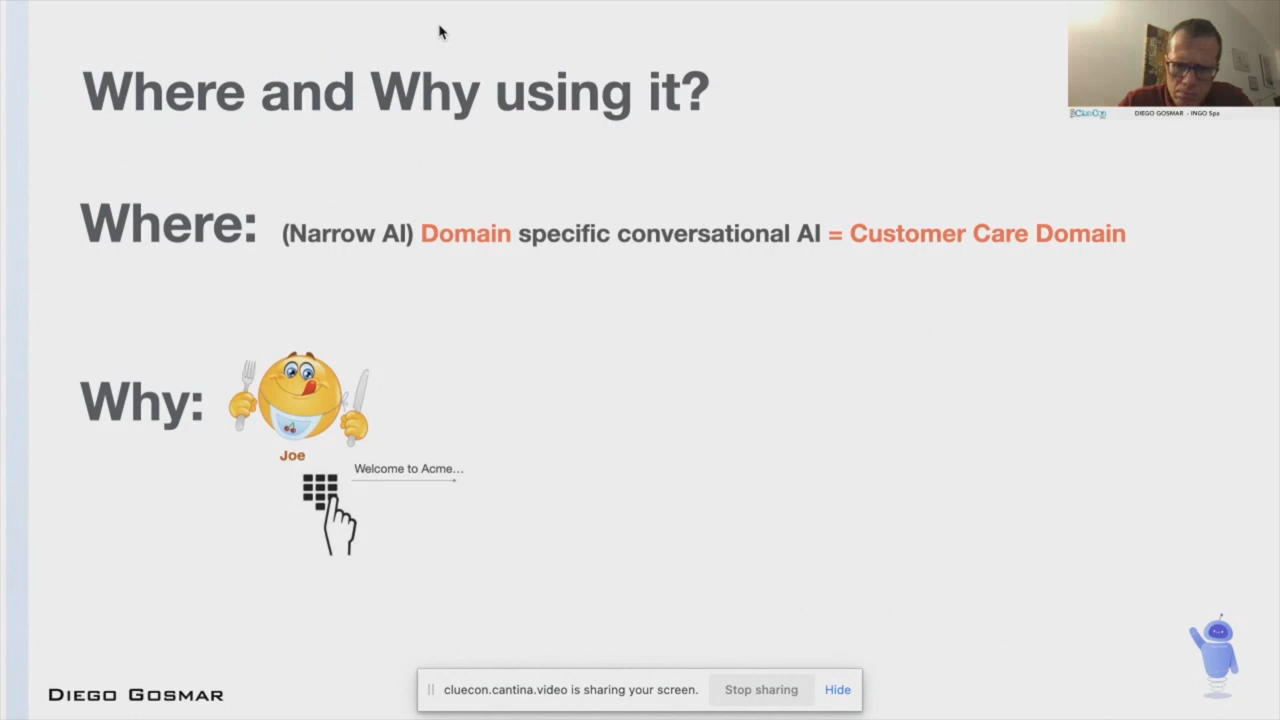 Where and Why using it?
ClueCon
DIEGO GOSMAR - INGO Spa
Where: (Narrow AI) Domain specific conversational AI = Customer Care Domain
Why:
Joe
Welcome to Acme...
cluecon.cantina.video is sharing your screen. Stop sharing Hide
DIEGO GOSMAR